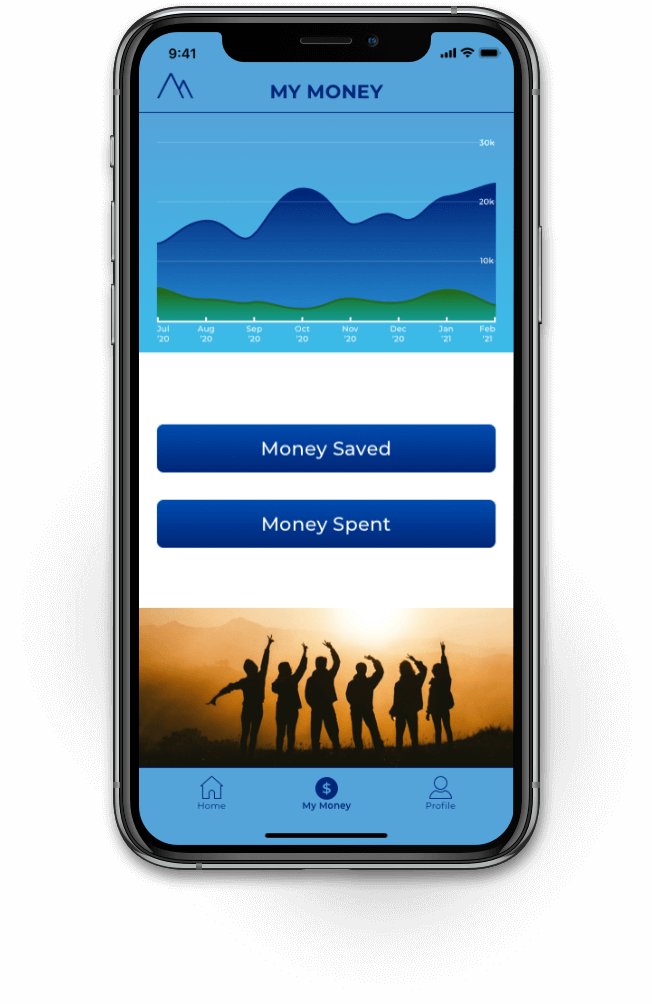 9:41
MY MONEY
30k
20k
10k
Jul Aug Sep Oct Nov Dec Jan Feb
'20 '20 '20 '20 '20 '20 '21 '21
Money Saved
Money Spent
$
Home My Money Profile